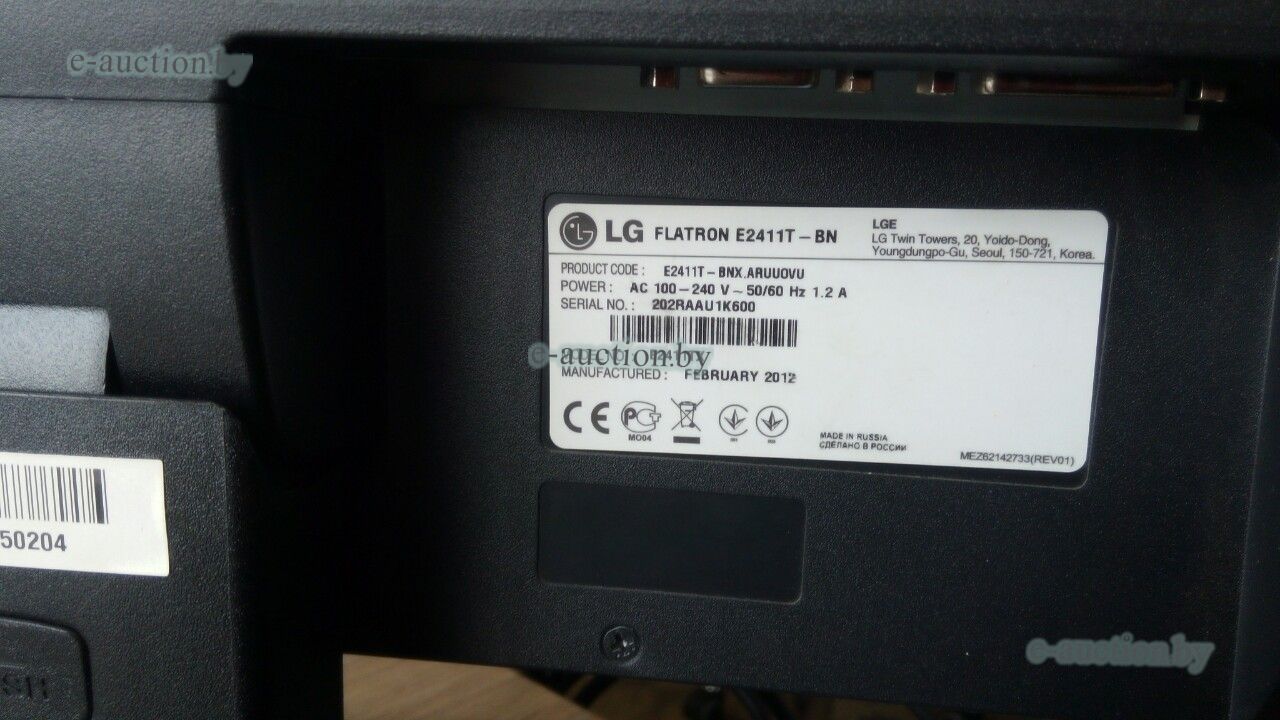 e-auction.by
LG FLATRON E2411T-BN
LGE
LG Twin Towers, 20, Yoido-Dong,
Youngdungpo-Gu, Seoul, 150-721, Korea.
PRODUCT CODE : E2411T-BNX.ARUUOVU
POWER : AC 100-240 V ~ 50/60 Hz 1.2 A
SERIAL NO. : 202RAAU1K600
e-auction.by
MANUFACTURED : FEBRUARY 2012
CE
PCT
MO04
MADE IN RUSSIA
СДЕЛАНО В РОССИИ
MEZ62142733(REV01)
50204
e-auction.by